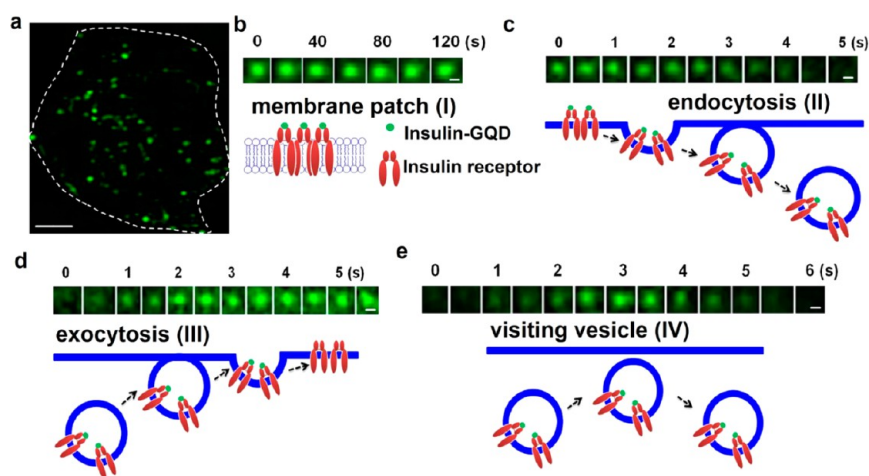 a
b
0 40 80 120 (s)
membrane patch (I)
Insulin-GQD
Insulin receptor
c
0 1 2 3 4 5 (s)
endocytosis (II)
d
0 1 2 3 4 5 (s)
exocytosis (III)
e
0 1 2 3 4 5 6 (s)
visiting vesicle (IV)